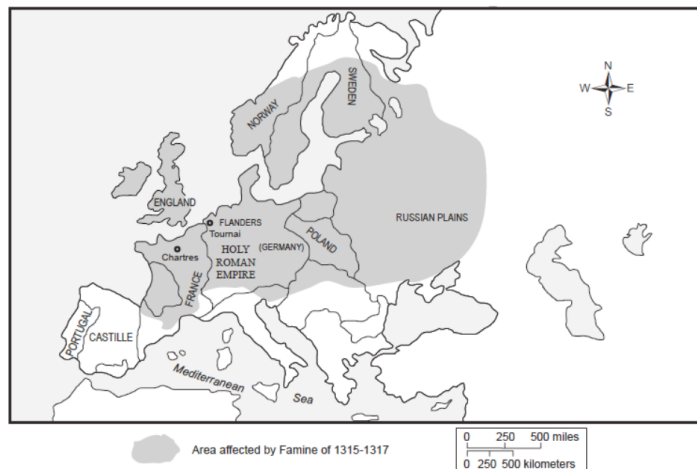 N
W E
S
NORWAY
SWEDEN
ENGLAND
FLANDERS
Tournai
RUSSIAN PLAINS
Chartres
HOLY
ROMAN
EMPIRE
(GERMANY)
POLAND
FRANCE
PORTUGAL
CASTILLE
Mediterranean
Sea
Area affected by Famine of 1315-1317
0 250 500 miles
0 250 500 kilometers